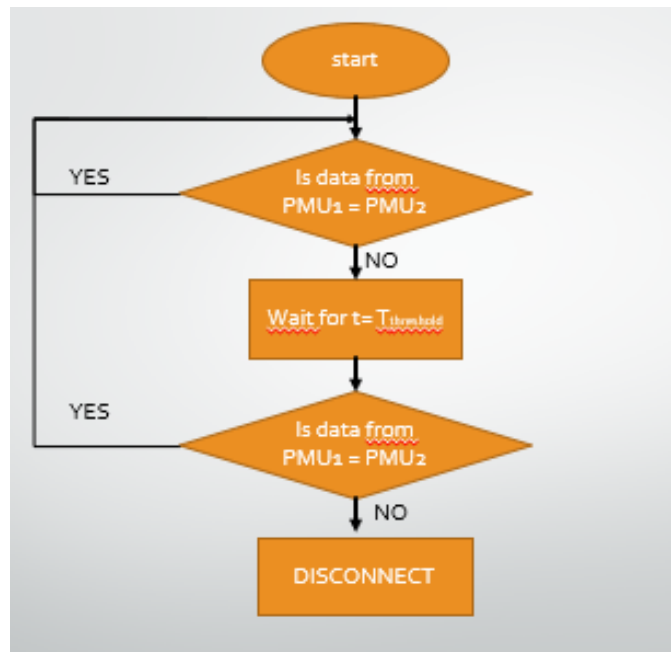 start
YES
Is data from
PMU1 = PMU2
NO
Wait for t= Tthreshold
YES
Is data from
PMU1 = PMU2
NO
DISCONNECT